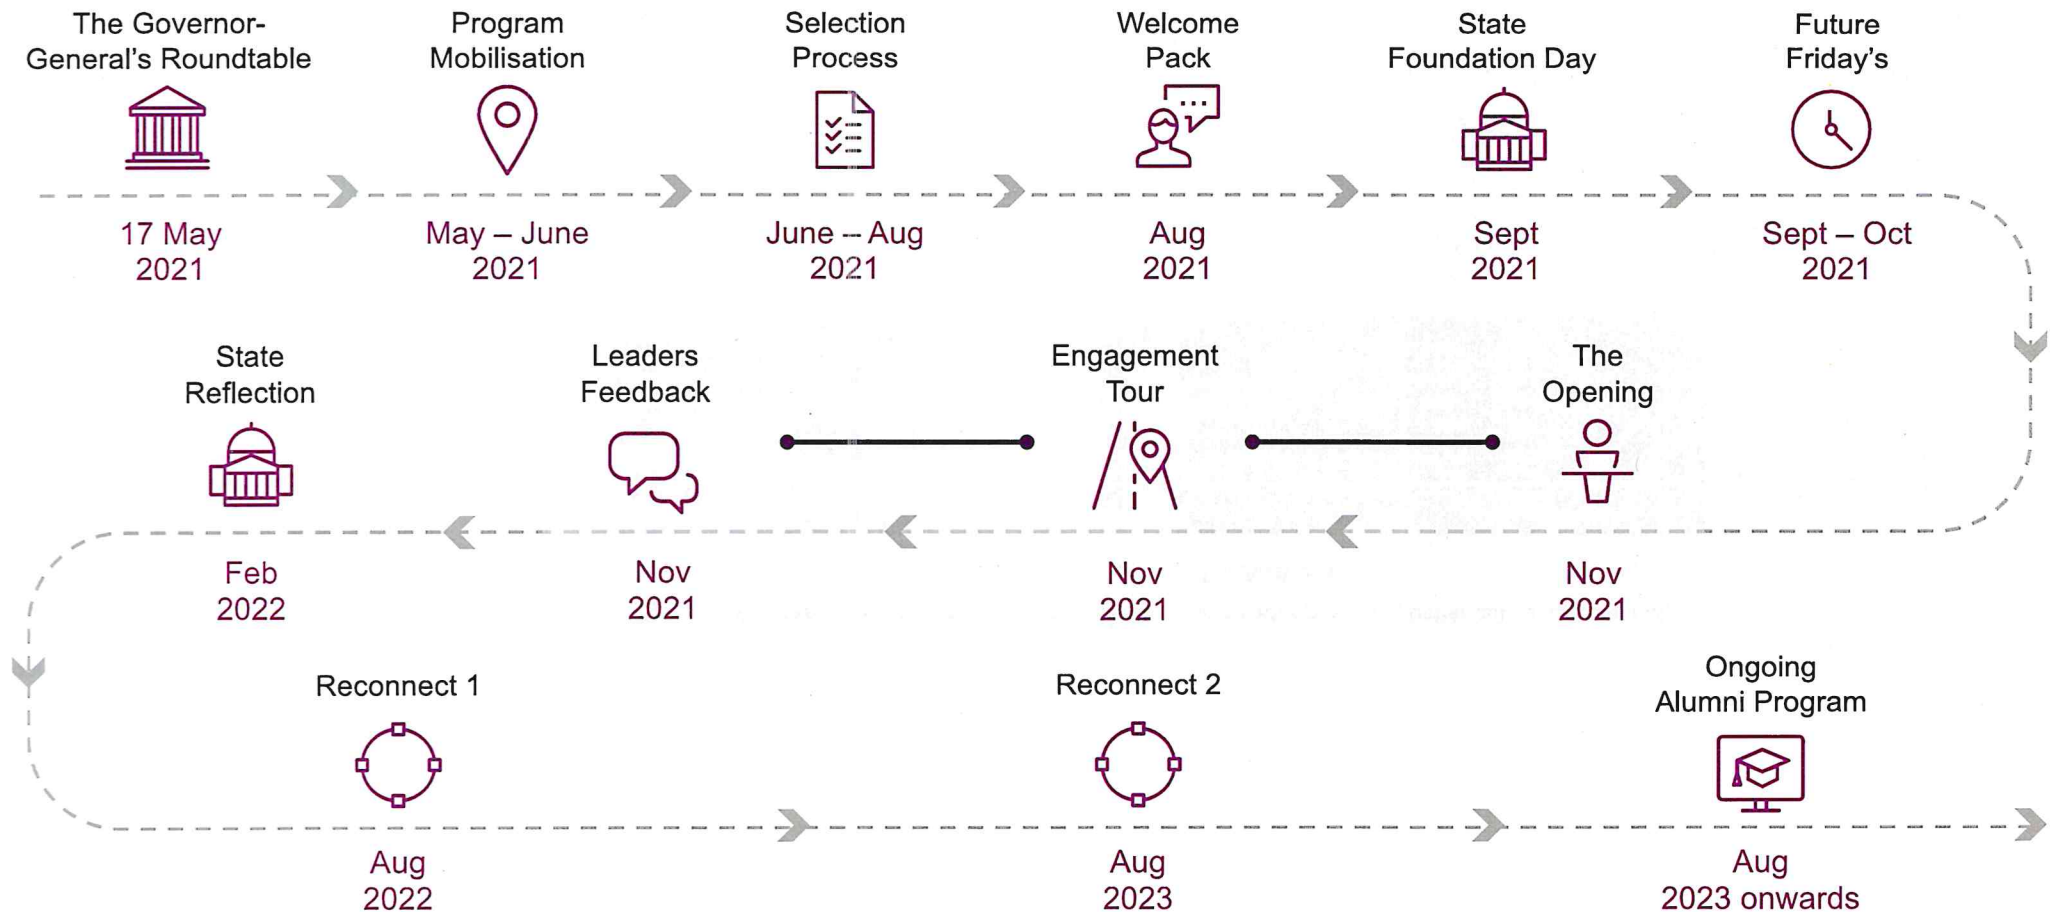 The Governor-
General's Roundtable
Program
Mobilisation
Selection
Process
Welcome
Pack
State
Foundation Day
Future
Friday's
17 May
2021
May – June
2021
June – Aug
2021
Aug
2021
Sept
2021
Sept – Oct
2021
The
Opening
Engagement
Tour
Leaders
Feedback
State
Reflection
Nov
2021
Nov
2021
Nov
2021
Feb
2022
Reconnect 1
Reconnect 2
Ongoing
Alumni Program
Aug
2022
Aug
2023
Aug
2023 onwards